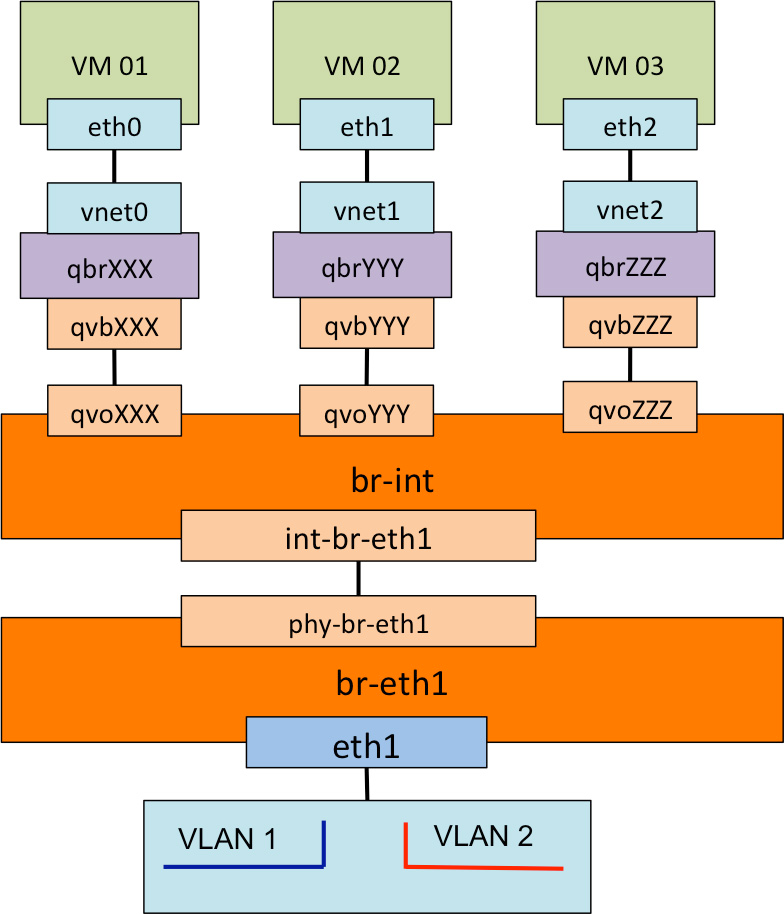 VM 01 VM 02 VM 03
eth0 eth1 eth2
vnet0 vnet1 vnet2
qbrXXX qbrYYY qbrZZZ
qvbXXX qvbYYY qvbZZZ
qvoXXX qvoYYY qvoZZZ
br-int
int-br-eth1
phy-br-eth1
br-eth1
eth1
VLAN 1 VLAN 2